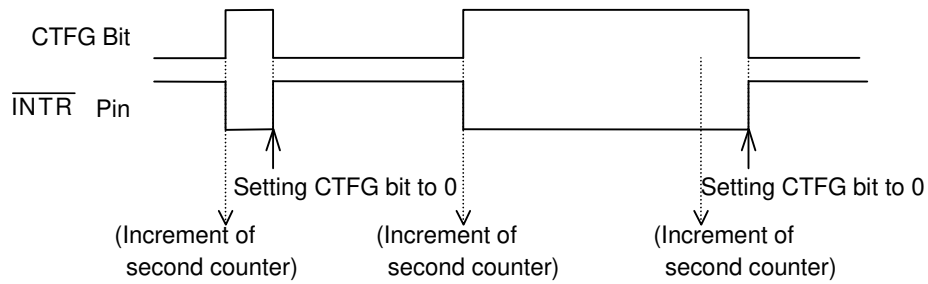 CTFG Bit
INTR Pin
Setting CTFG bit to 0
Setting CTFG bit to 0
(Increment of
second counter)
(Increment of
second counter)
(Increment of
second counter)